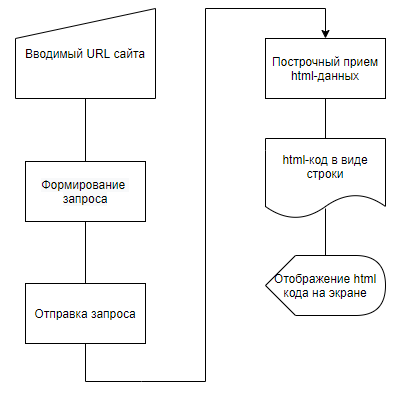 Вводимый URL сайта
Формирование
запроса
Отправка запроса
Построчный прием
html-данных
html-код в виде
строки
Отображение html
кода на экране